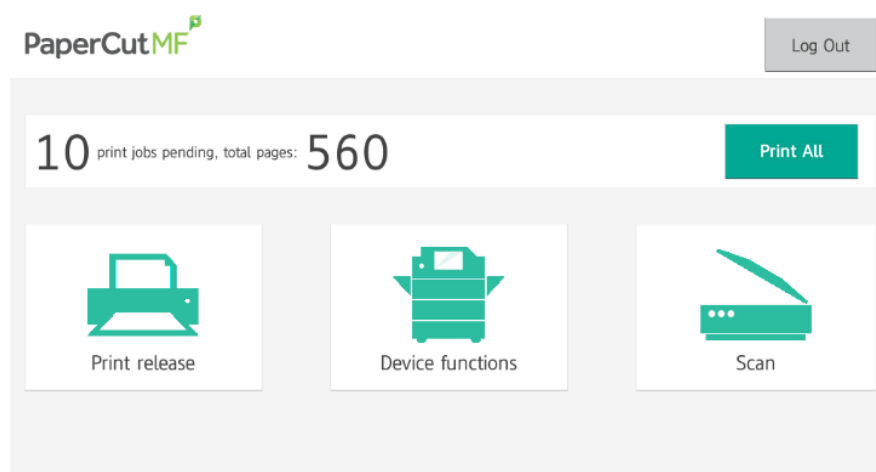 PaperCutMF
Log Out
10 print jobs pending, total pages: 560
Print All
Print release
Device functions
Scan